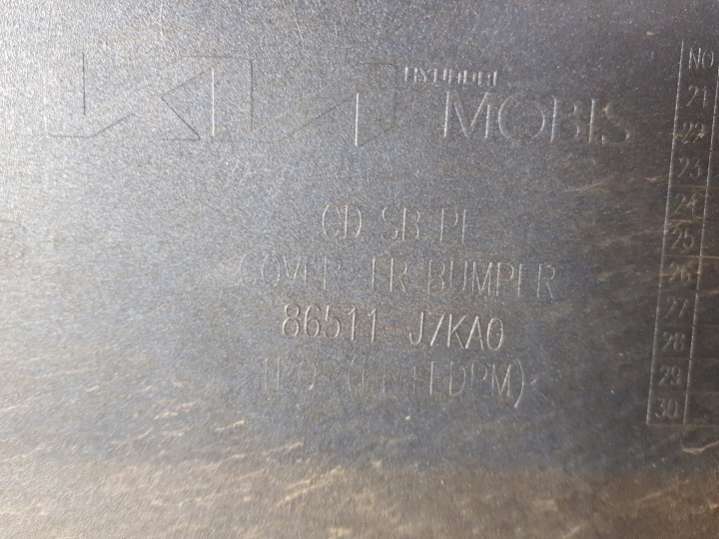 KIA
HYUNDAI
MOBIS
CD SB PE
COVER-FR BUMPER
86511-J7KA0
NO
21
22
23
24
25
26
27
28
29
30